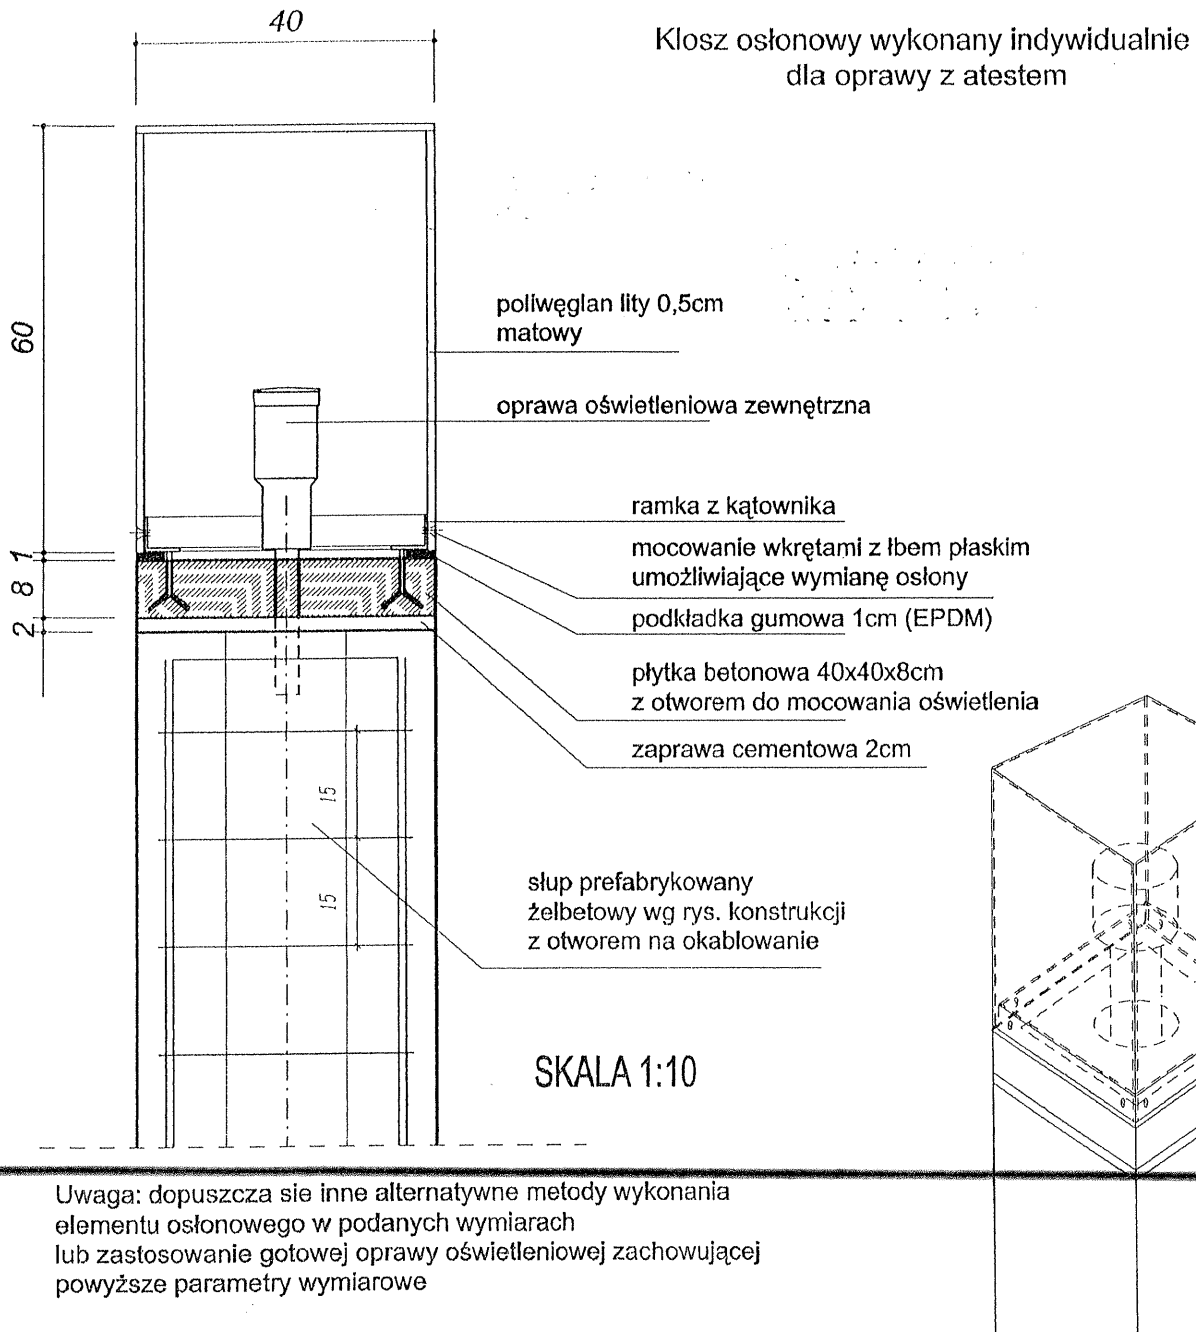 40
Klosz osłonowy wykonany indywidualnie
dla oprawy z atestem
60
poliwęglan lity 0,5cm
matowy
oprawa oświetleniowa zewnętrzna
ramka z kątownika
mocowanie wkrętami z łbem płaskim
umożliwiające wymianę osłony
1
8
podkładka gumowa 1cm (EPDM)
2
płytka betonowa 40x40x8cm
z otworem do mocowania oświetlenia
zaprawa cementowa 2cm
15
15
słup prefabrykowany
żelbetowy wg rys. konstrukcji
z otworem na okablowanie
SKALA 1:10
Uwaga: dopuszcza sie inne alternatywne metody wykonania
elementu osłonowego w podanych wymiarach
lub zastosowanie gotowej oprawy oświetleniowej zachowującej
powyższe parametry wymiarowe